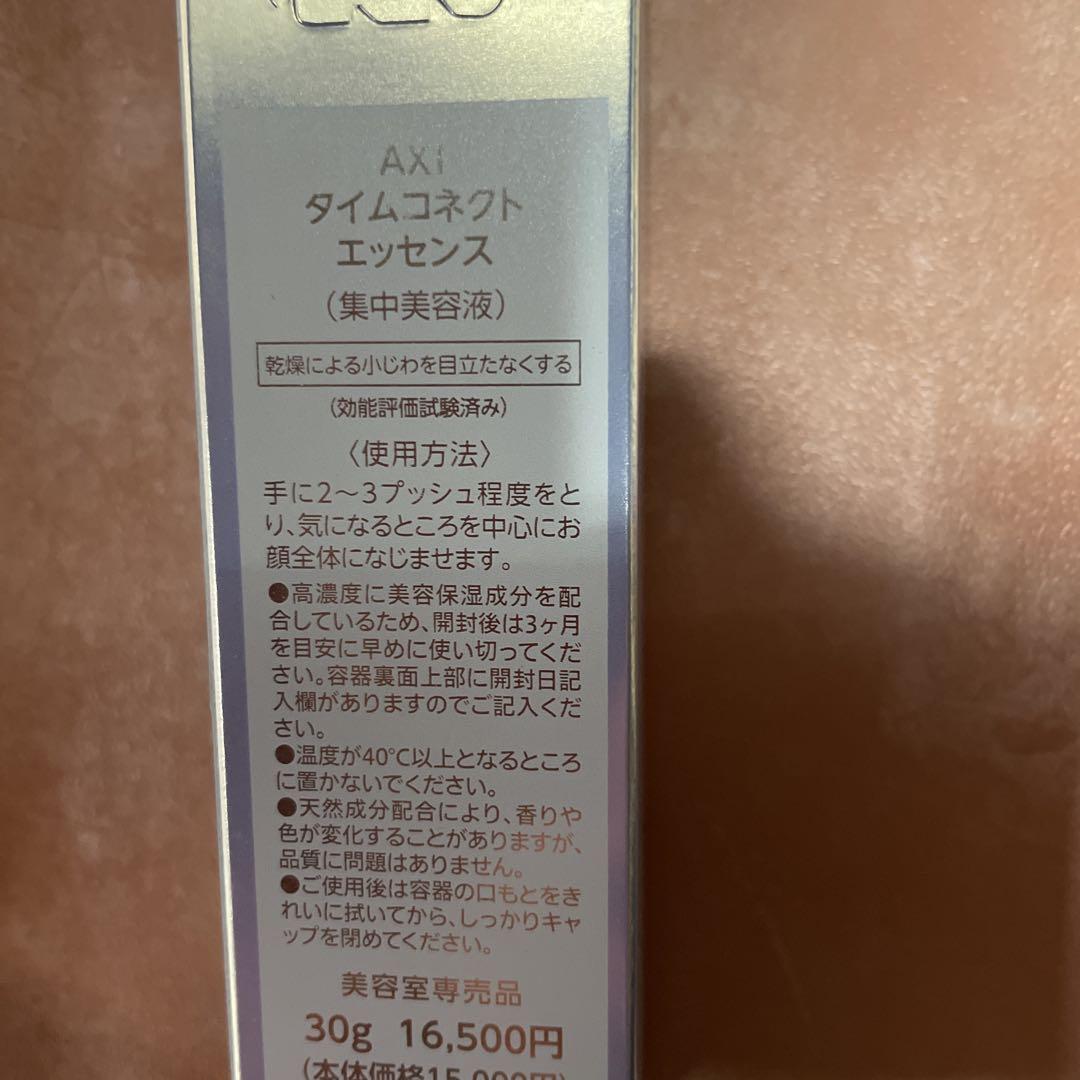 AXI
タイムコネクト
エッセンス
（集中美容液）
乾燥による小じわを目立たなくする
（効能評価試験済み）
〈使用方法〉
手に2～3プッシュ程度をと
り、気になるところを中心にお
顔全体になじませます。
●高濃度に美容保湿成分を配
合しているため、開封後は3ヶ月
を目安に早めに使い切ってくだ
さい。容器裏面上部に開封日記
入欄がありますのでご記入くだ
さい。
●温度が40℃以上となるところ
に置かないでください。
●天然成分配合により、香りや
色が変化することがありますが、
品質に問題はありません。
●ご使用後は容器の口もとをき
れいに拭いてから、しっかりキャ
ップを閉めてください。
美容室専売品
30g 16,500円
（本体価格15,000円）